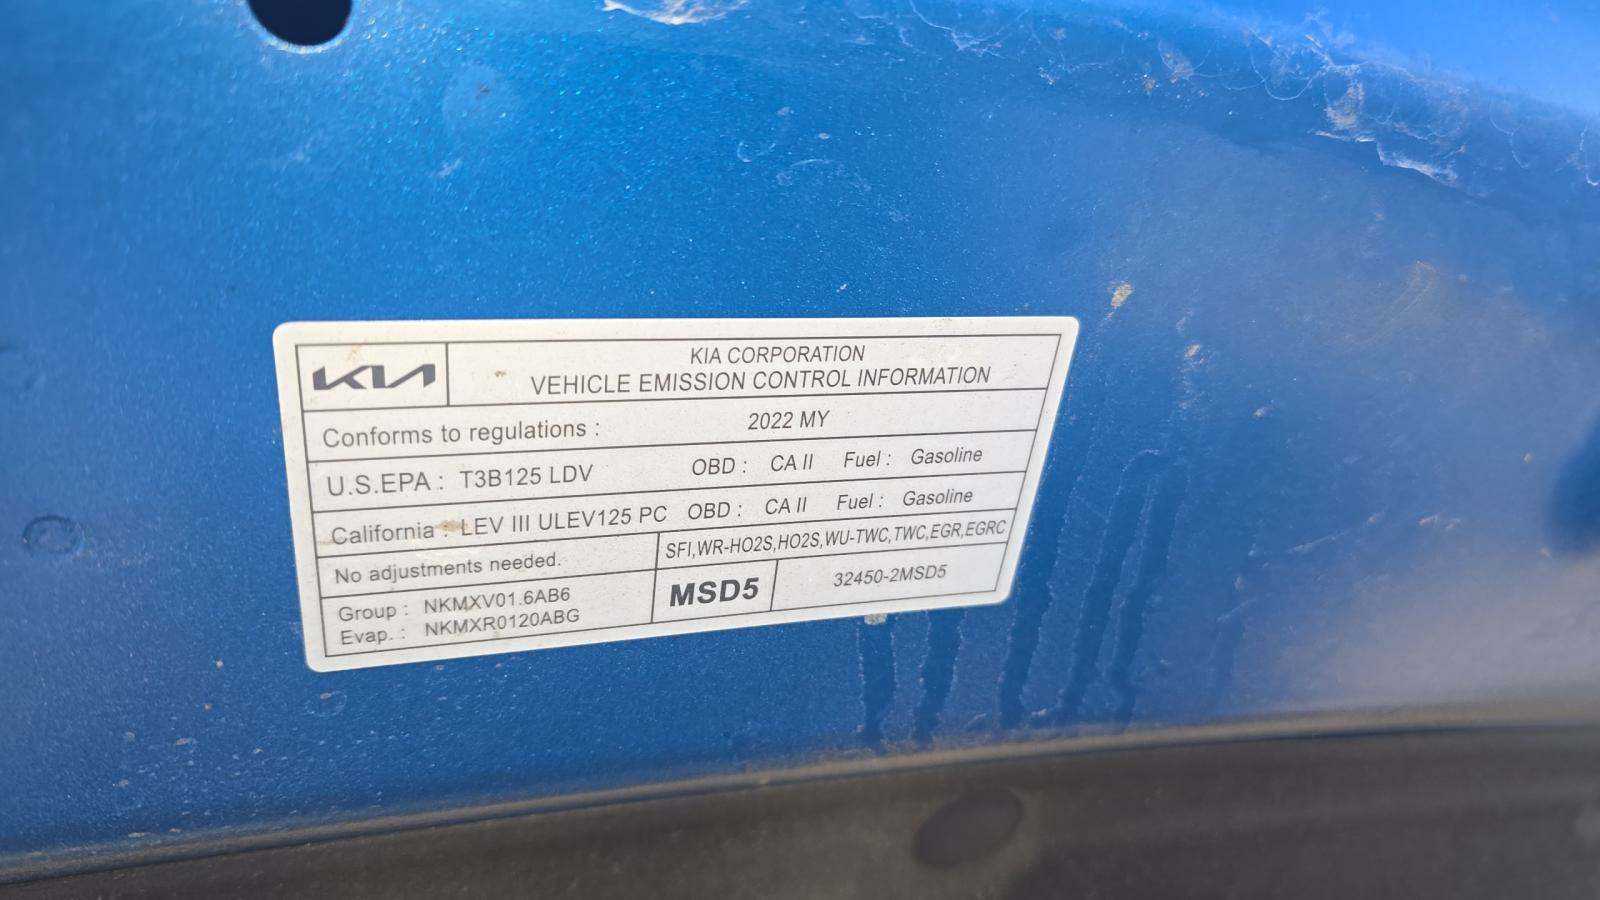 KIA
KIA CORPORATION
VEHICLE EMISSION CONTROL INFORMATION
Conforms to regulations : 2022 MY
U.S.EPA : T3B125 LDV OBD : CA II Fuel : Gasoline
California : LEV III ULEV125 PC OBD : CA II Fuel : Gasoline
No adjustments needed.
SFI,WR-HO2S,HO2S,WU-TWC,TWC,EGR,EGRC
Group : NKMXV01.6AB6
Evap. : NKMXR0120ABG
MSD5
32450-2MSD5